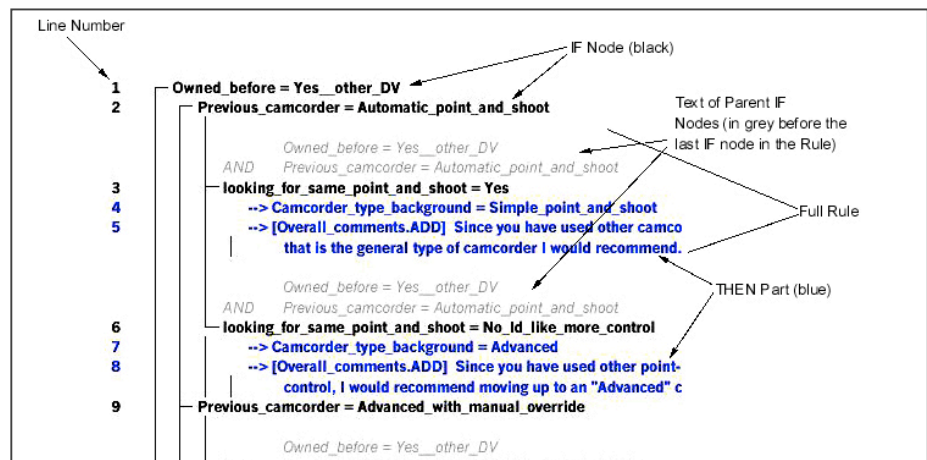 Line Number
IF Node (black)
1 Owned_before = Yes__other_DV
2 Previous_camcorder = Automatic_point_and_shoot
Text of Parent IF
Nodes (in grey before the
last IF node in the Rule)
Owned_before = Yes__other_DV
AND Previous_camcorder = Automatic_point_and_shoot
3 looking_for_same_point_and_shoot = Yes
4 --> Camcorder_type_background = Simple_point_and_shoot
Full Rule
5 --> [Overall_comments.ADD] Since you have used other camco
that is the general type of camcorder I would recommend.
THEN Part (blue)
Owned_before = Yes__other_DV
AND Previous_camcorder = Automatic_point_and_shoot
6 looking_for_same_point_and_shoot = No_Id_like_more_control
7 --> Camcorder_type_background = Advanced
8 --> [Overall_comments.ADD] Since you have used other point-
control, I would recommend moving up to an "Advanced" c
9 Previous_camcorder = Advanced_with_manual_override
Owned_before = Yes__other_DV